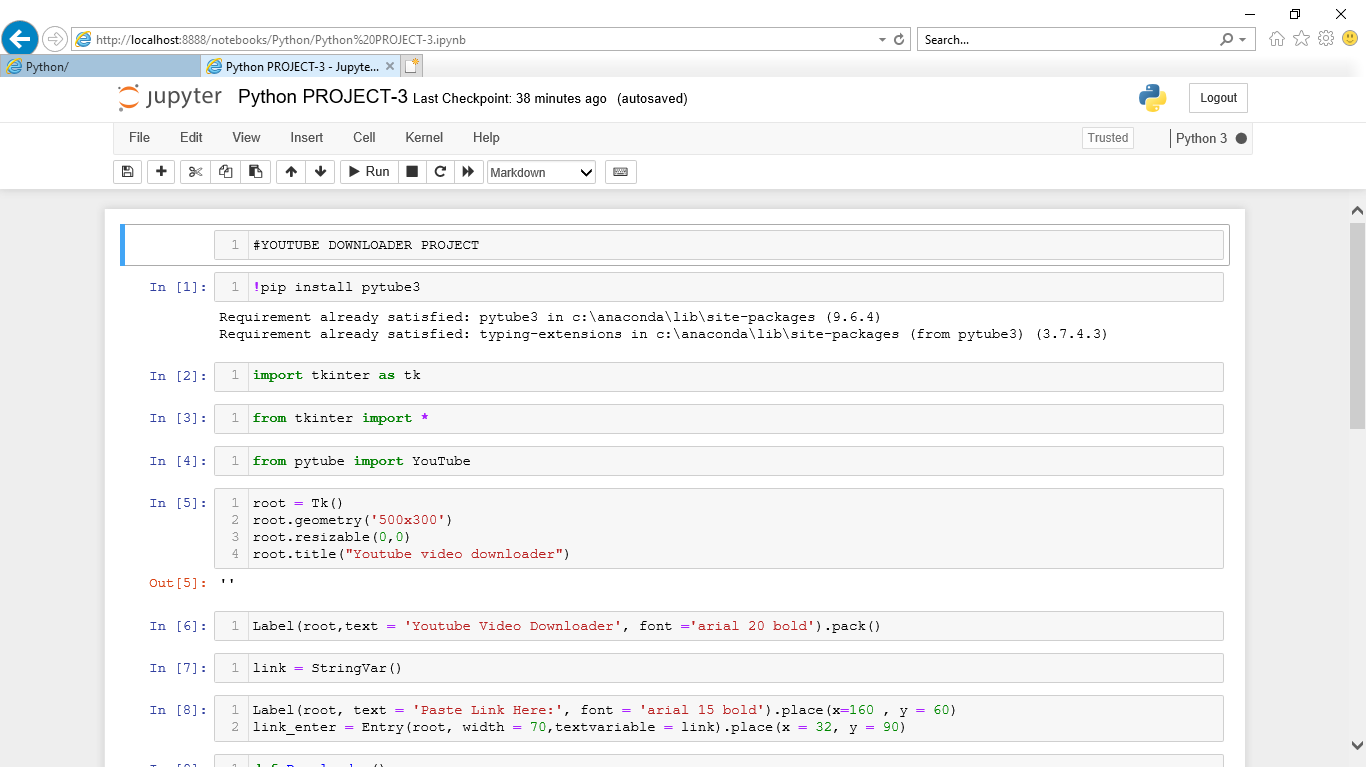 http://localhost:8888/notebooks/Python/Python%20PROJECT-3.ipynb
Search...
Python/
Python PROJECT-3 - Jupyte...
jupyter Python PROJECT-3 Last Checkpoint: 38 minutes ago (autosaved)
Logout
File Edit View Insert Cell Kernel Help
Trusted
Python 3
Run
Markdown
1 #YOUTUBE DOWNLOADER PROJECT
In [1]: 1 !pip install pytube3
Requirement already satisfied: pytube3 in c:\anaconda\lib\site-packages (9.6.4)
Requirement already satisfied: typing-extensions in c:\anaconda\lib\site-packages (from pytube3) (3.7.4.3)
In [2]: 1 import tkinter as tk
In [3]: 1 from tkinter import *
In [4]: 1 from pytube import YouTube
In [5]: 1 root = Tk()
2 root.geometry('500x300')
3 root.resizable(0,0)
4 root.title("Youtube video downloader")
Out[5]: ''
In [6]: 1 Label(root,text = 'Youtube Video Downloader', font ='arial 20 bold').pack()
In [7]: 1 link = StringVar()
In [8]: 1 Label(root, text = 'Paste Link Here:', font = 'arial 15 bold').place(x=160 , y = 60)
2 link_enter = Entry(root, width = 70,textvariable = link).place(x = 32, y = 90)